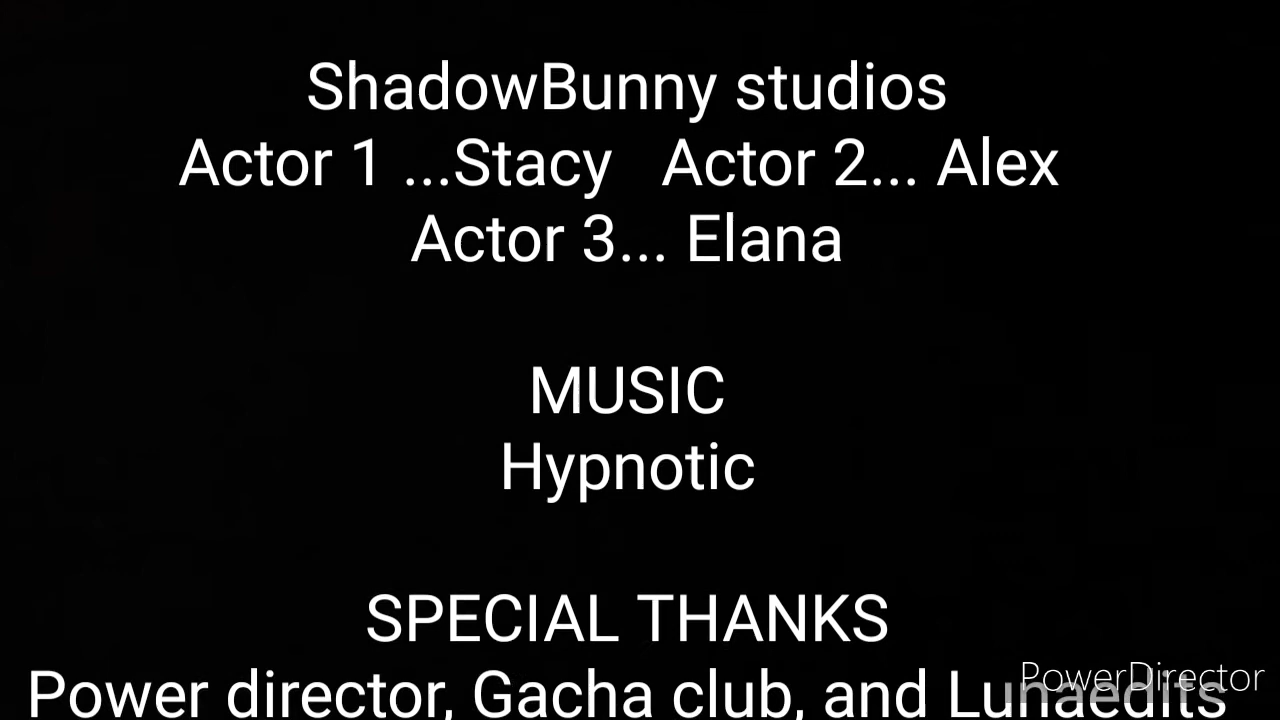 ShadowBunny studios
Actor 1 ...Stacy   Actor 2... Alex
Actor 3... Elana
MUSIC
Hypnotic
SPECIAL THANKS
Power director, Gacha club, and Lunaedits
PowerDirector